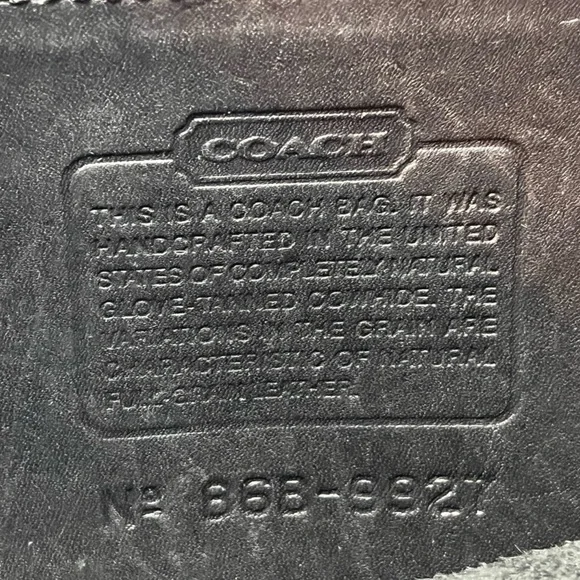 COACH
THIS IS A COACH BAG. IT WAS
HANDCRAFTED IN THE UNITED
STATES OF COMPLETELY NATURAL
GLOVE-TANNED COWHIDE. THE
VARIATIONS IN THE GRAIN ARE
CHARACTERISTIC OF NATURAL
FULL-GRAIN LEATHER.
Nº 86B-9927